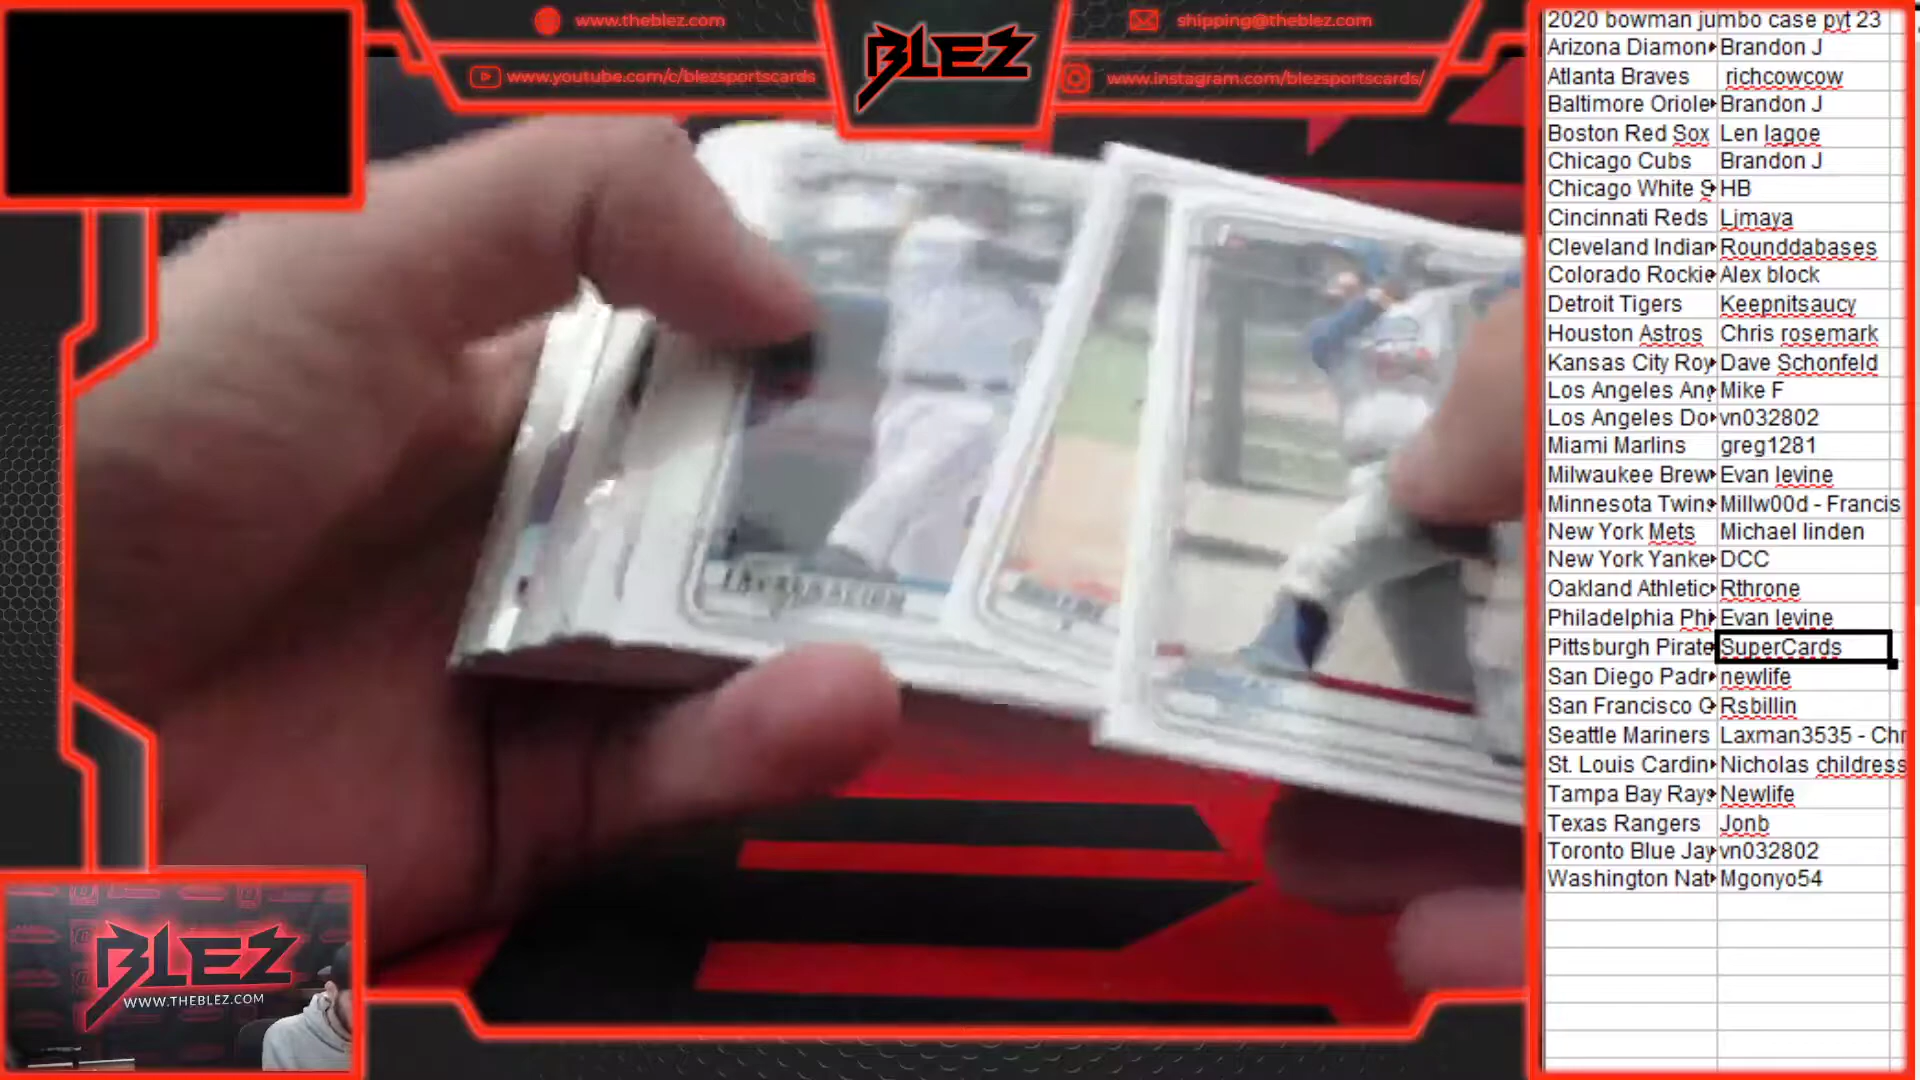 www.theblez.com
www.youtube.com/c/blezsportscards
BLEZ
shipping@theblez.com
www.instagram.com/blezsportscards/
2020 bowman jumbo case pyt 23
Arizona Diamon Brandon J
Atlanta Braves richcowcow
Baltimore Oriole Brandon J
Boston Red Sox Len lagoe
Chicago Cubs Brandon J
Chicago White S HB
Cincinnati Reds Ljmaya
Cleveland Indian Rounddabases
Colorado Rockie Alex block
Detroit Tigers Keepnitsaucy
Houston Astros Chris rosemark
Kansas City Roy Dave Schonfeld
Los Angeles Ang Mike F
Los Angeles Do vn032802
Miami Marlins greg1281
Milwaukee Brew Evan levine
Minnesota Twins Millw00d - Francis
New York Mets Michael linden
New York Yanke DCC
Oakland Athletic Rthrone
Philadelphia Phi Evan levine
Pittsburgh Pirate SuperCards
San Diego Padr newlife
San Francisco G Rsbillin
Seattle Mariners Laxman3535 - Chr
St. Louis Cardin Nicholas childress
Tampa Bay Rays Newlife
Texas Rangers Jonb
Toronto Blue Jay vn032802
Washington Nat Mgonyo54
BLEZ
WWW.THEBLEZ.COM